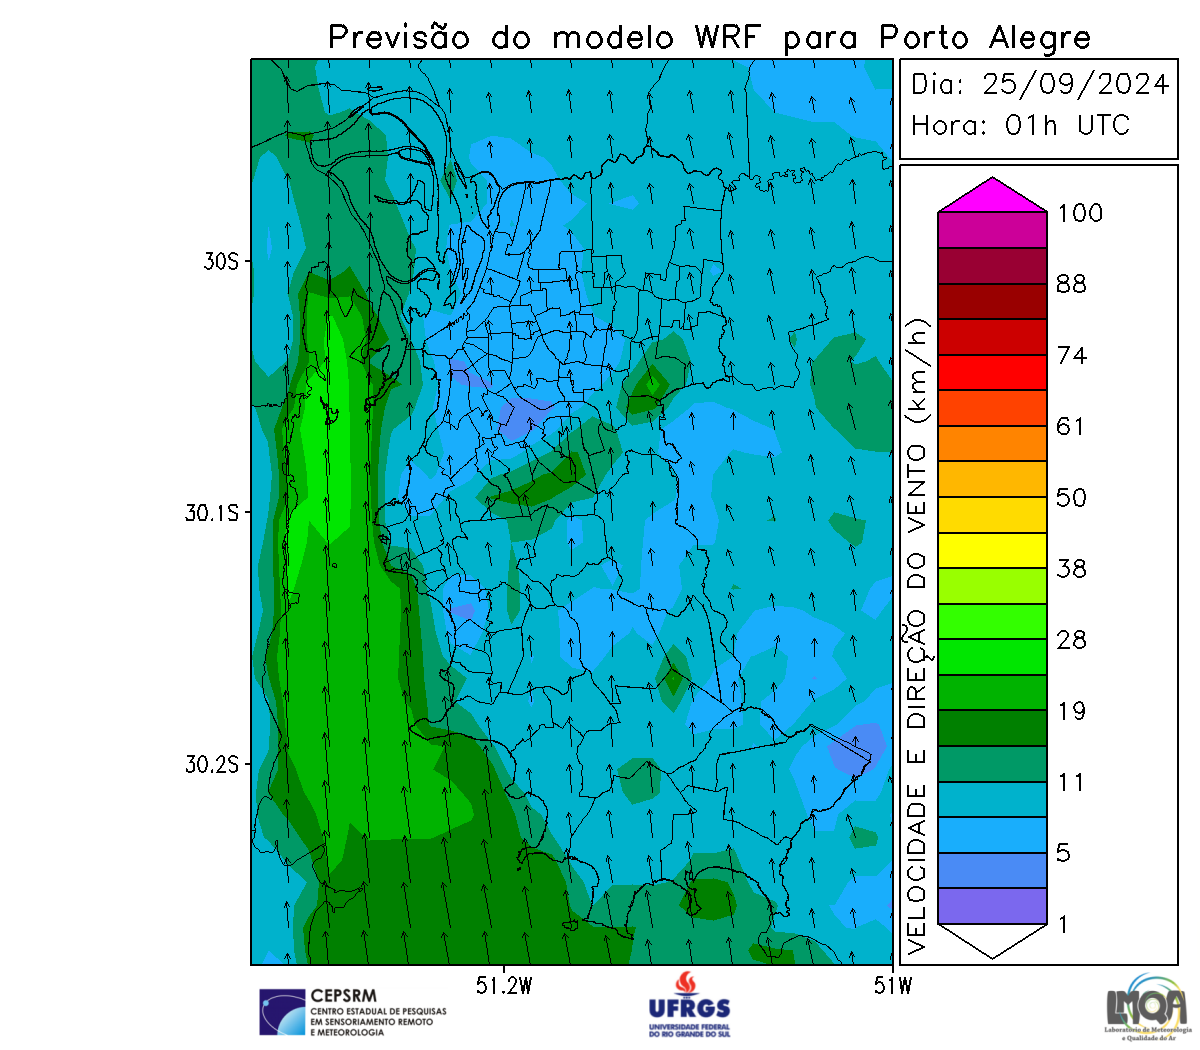 Previsão do modelo WRF para Porto Alegre
Dia: 25/09/2024
Hora: 01h UTC
30S
30.1S
30.2S
51.2W
51W
VELOCIDADE E DIREÇÃO DO VENTO (km/h)
100
88
74
61
50
38
28
19
11
5
1
CEPSRM
CENTRO ESTADUAL DE PESQUISAS
EM SENSORIAMENTO REMOTO
E METEOROLOGIA
UFRGS
UNIVERSIDADE FEDERAL
DO RIO GRANDE DO SUL
LMQA
Laboratório de Meteorologia
e Qualidade do Ar